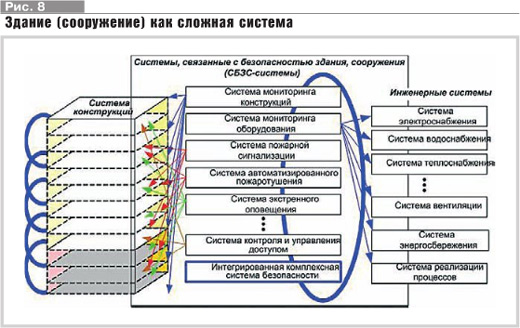 Рис. 8
Здание (сооружение) как сложная система
Системы, связанные с безопасностью здания, сооружения
(СБЗС-системы)
Система
конструкций
Система мониторинга
конструкций
Система мониторинга
оборудования
Система пожарной
сигнализации
Система автоматизированного
пожаротушения
Система экстренного
оповещения
Система контроля и управления
доступом
Интегрированная комплексная
система безопасности
Инженерные системы
Система
электроснабжения
Система водоснабжения
Система теплоснабжения
Система вентиляции
Система
энергосбережения
Система реализации
процессов